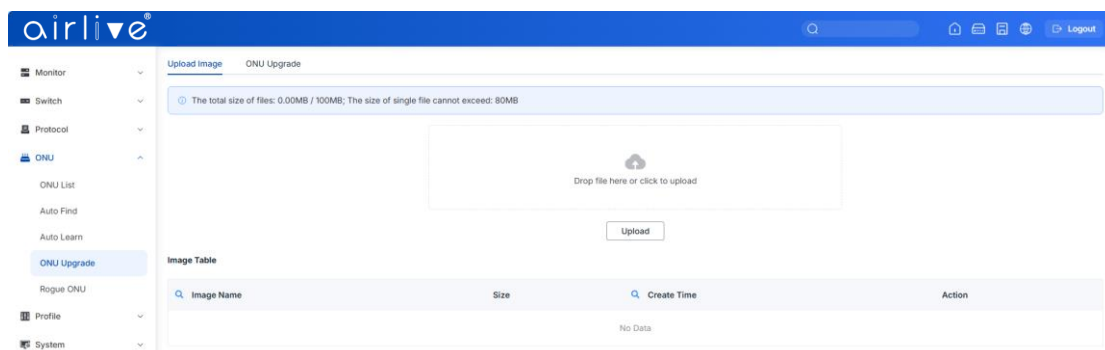 airlive®
Logout
Monitor
Switch
Protocol
ONU
ONU List
Auto Find
Auto Learn
ONU Upgrade
Rogue ONU
Profile
System
Upload Image ONU Upgrade
The total size of files: 0.00MB / 100MB; The size of single file cannot exceed: 80MB
Drop file here or click to upload
Upload
Image Table
Image Name Size Create Time Action
No Data